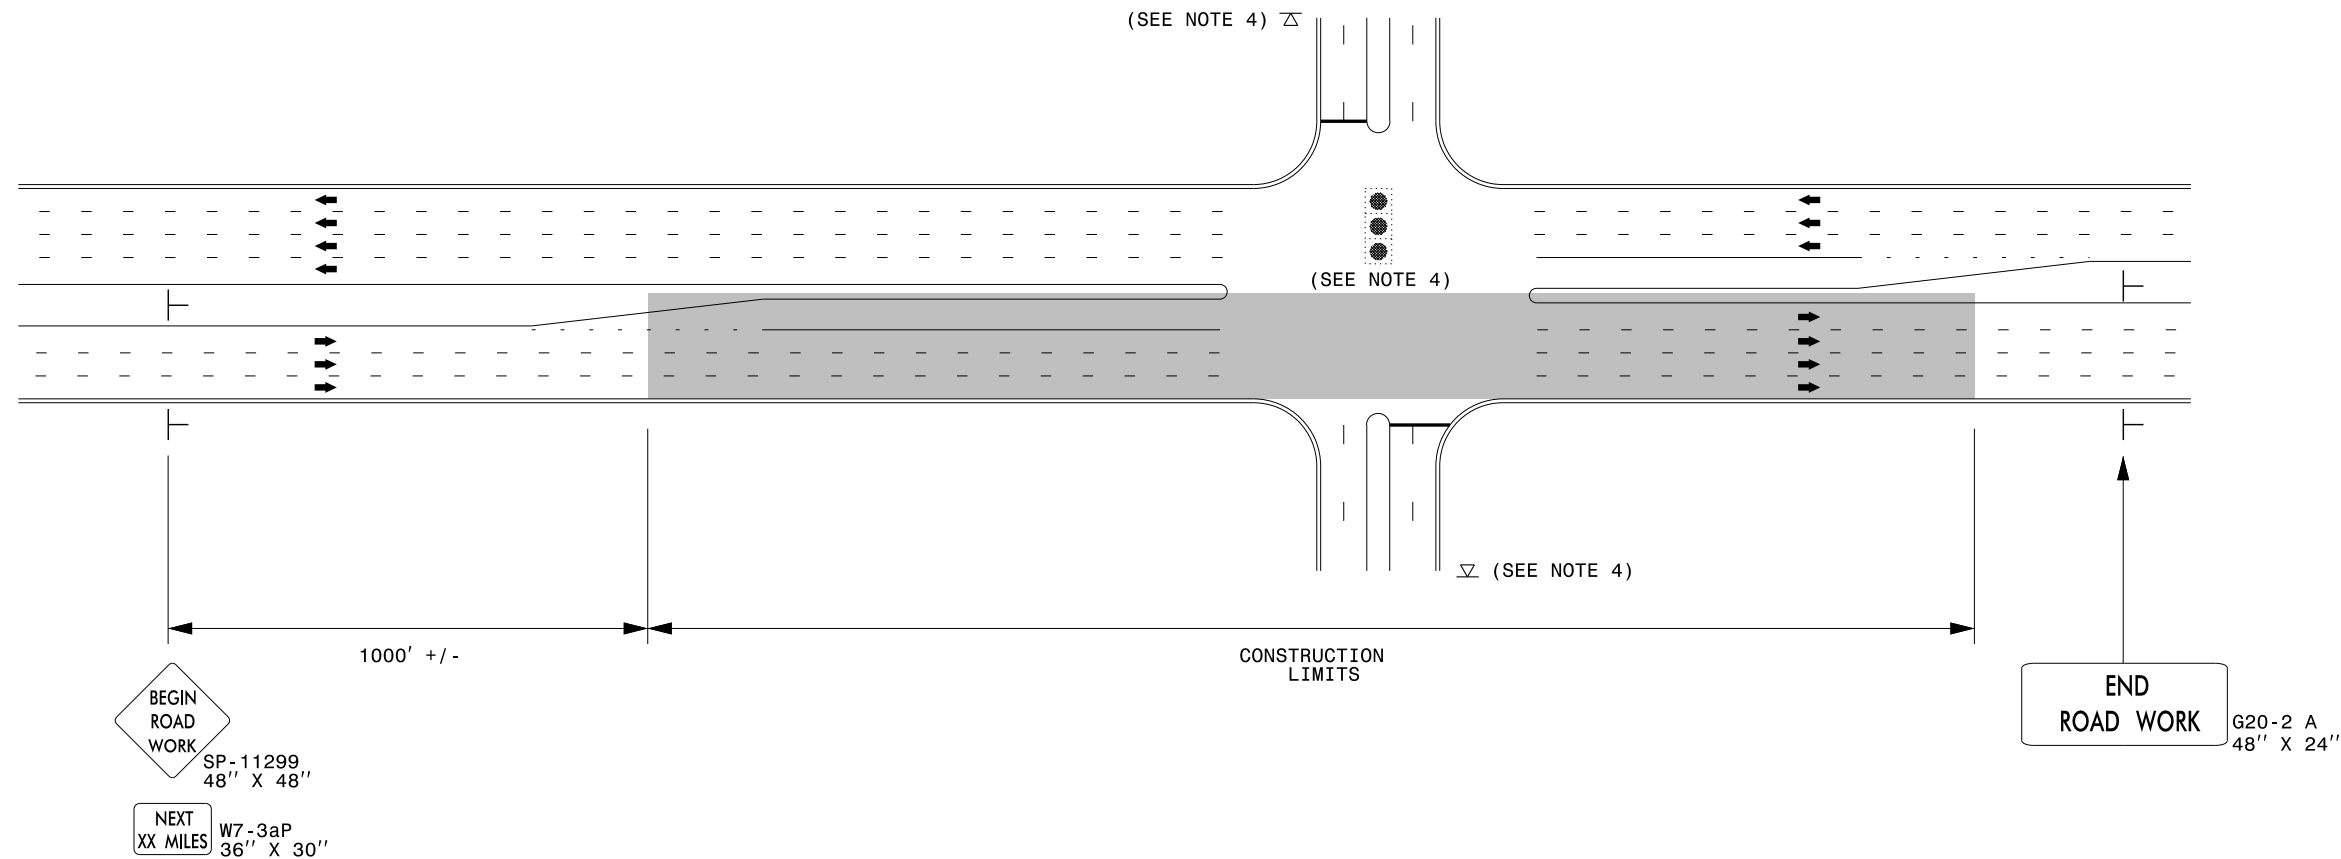 (SEE NOTE 4)
(SEE NOTE 4)
(SEE NOTE 4)
1000' +/-
CONSTRUCTION
LIMITS
BEGIN
ROAD
WORK
SP-11299
48'' X 48''
NEXT
XX MILES
W7-3aP
36'' X 30''
END
ROAD WORK
G20-2 A
48'' X 24''